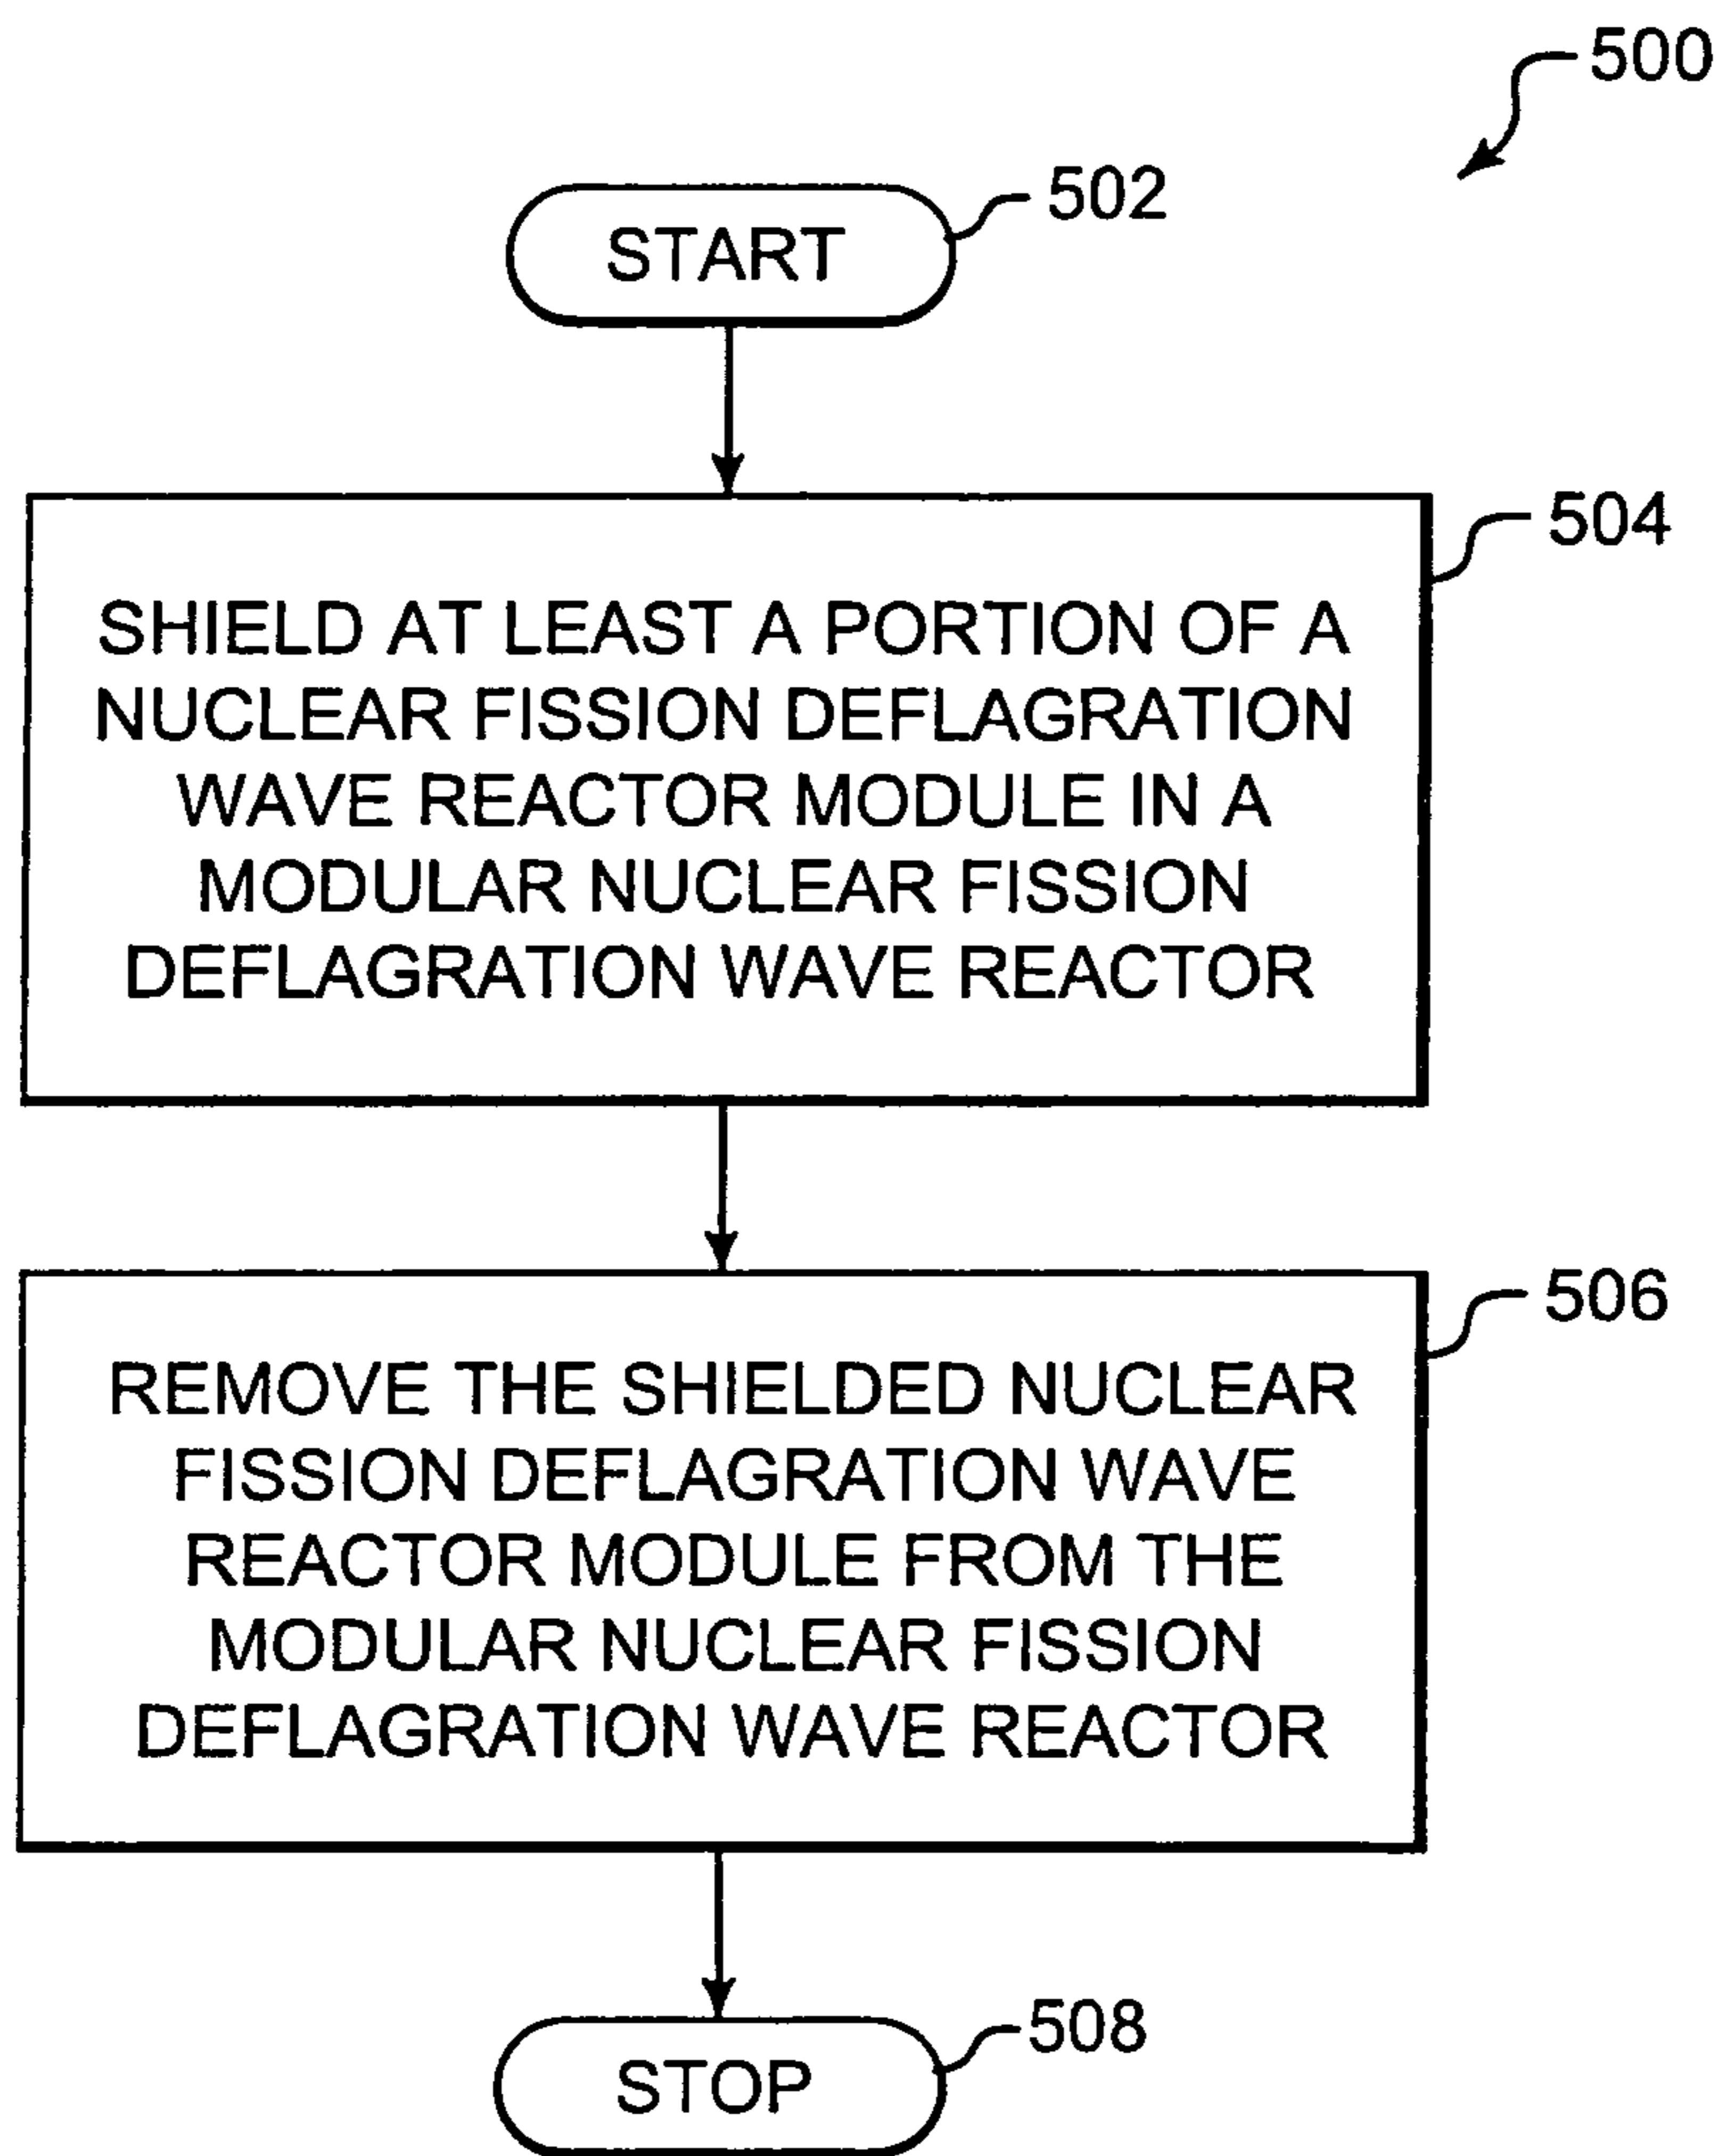 500
START
502
SHIELD AT LEAST A PORTION OF A
NUCLEAR FISSION DEFLAGRATION
WAVE REACTOR MODULE IN A
MODULAR NUCLEAR FISSION
DEFLAGRATION WAVE REACTOR
504
REMOVE THE SHIELDED NUCLEAR
FISSION DEFLAGRATION WAVE
REACTOR MODULE FROM THE
MODULAR NUCLEAR FISSION
DEFLAGRATION WAVE REACTOR
506
STOP
508